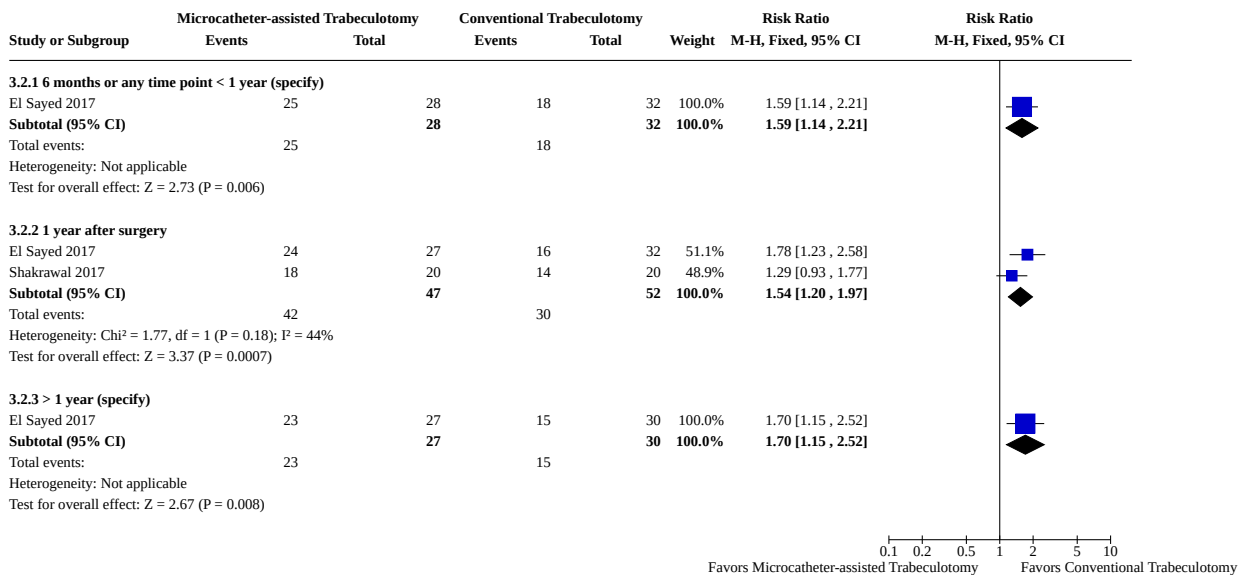 Microcatheter-assisted Trabeculotomy Conventional Trabeculotomy Risk Ratio Risk Ratio
Study or Subgroup Events Total Events Total Weight M-H, Fixed, 95% CI M-H, Fixed, 95% CI
3.2.1 6 months or any time point < 1 year (specify)
El Sayed 2017 25 28 18 32 100.0% 1.59 [1.14 , 2.21]
Subtotal (95% CI) 28 32 100.0% 1.59 [1.14 , 2.21]
Total events: 25 18
Heterogeneity: Not applicable
Test for overall effect: Z = 2.73 (P = 0.006)
3.2.2 1 year after surgery
El Sayed 2017 24 27 16 32 51.1% 1.78 [1.23 , 2.58]
Shakrawal 2017 18 20 14 20 48.9% 1.29 [0.93 , 1.77]
Subtotal (95% CI) 47 52 100.0% 1.54 [1.20 , 1.97]
Total events: 42 30
Heterogeneity: Chi² = 1.77, df = 1 (P = 0.18); I² = 44%
Test for overall effect: Z = 3.37 (P = 0.0007)
3.2.3 > 1 year (specify)
El Sayed 2017 23 27 15 30 100.0% 1.70 [1.15 , 2.52]
Subtotal (95% CI) 27 30 100.0% 1.70 [1.15 , 2.52]
Total events: 23 15
Heterogeneity: Not applicable
Test for overall effect: Z = 2.67 (P = 0.008)
0.1 0.2 0.5 1 2 5 10
Favors Microcatheter-assisted Trabeculotomy Favors Conventional Trabeculotomy